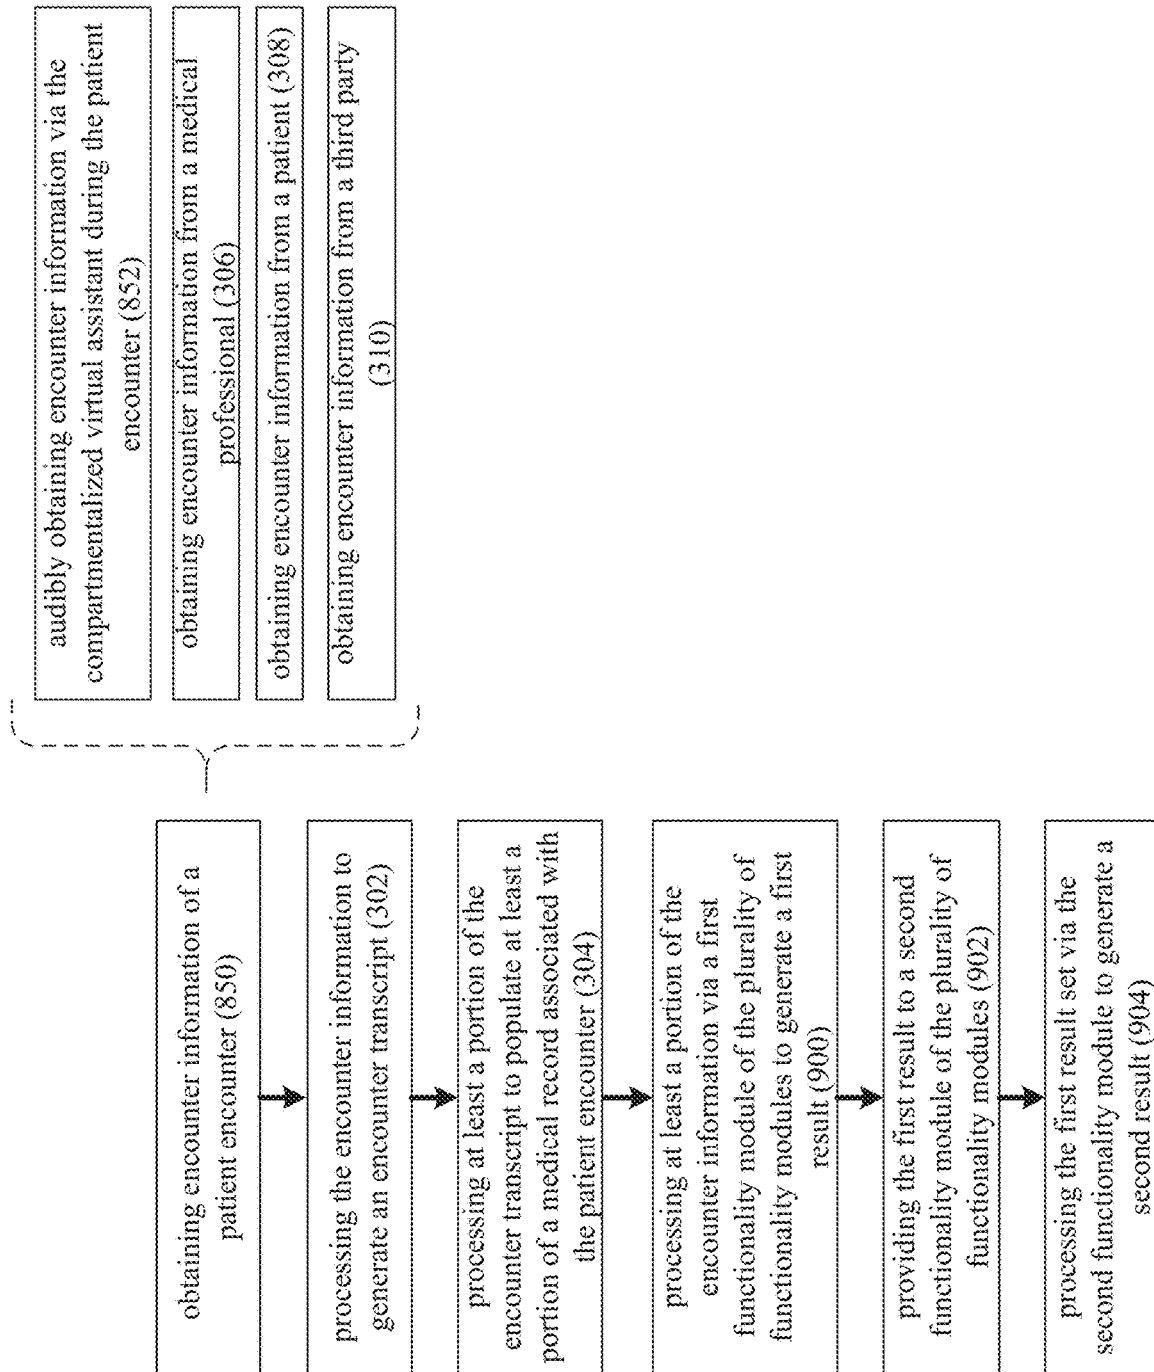 obtaining encounter information of a
patient encounter (850)
processing the encounter information to
generate an encounter transcript (302)
processing at least a portion of the
encounter transcript to populate at least a
portion of a medical record associated with
the patient encounter (304)
processing at least a portion of the
encounter information via a first
functionality module of the plurality of
functionality modules to generate a first
result (900)
providing the first result to a second
functionality module of the plurality of
functionality modules (902)
processing the first result set via the
second functionality module to generate a
second result (904)
audibly obtaining encounter information via the
compartmentalized virtual assistant during the patient
encounter (852)
obtaining encounter information from a medical
professional (306)
obtaining encounter information from a patient (308)
obtaining encounter information from a third party
(310)